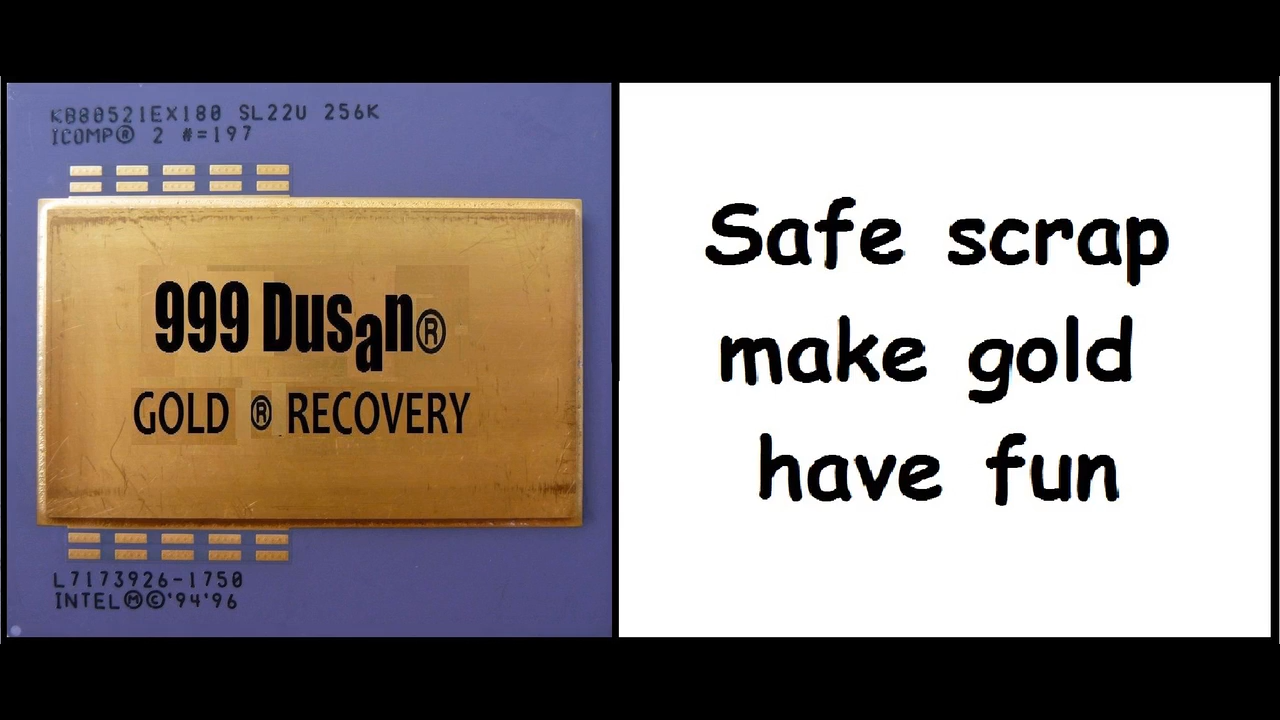 KB80521EX180 SL22U 256K
ICOMP® 2 #=197
999 Dusan®
GOLD ® RECOVERY
L7173926-1750
INTELⓂ©'94'96
Safe scrap
make gold
have fun